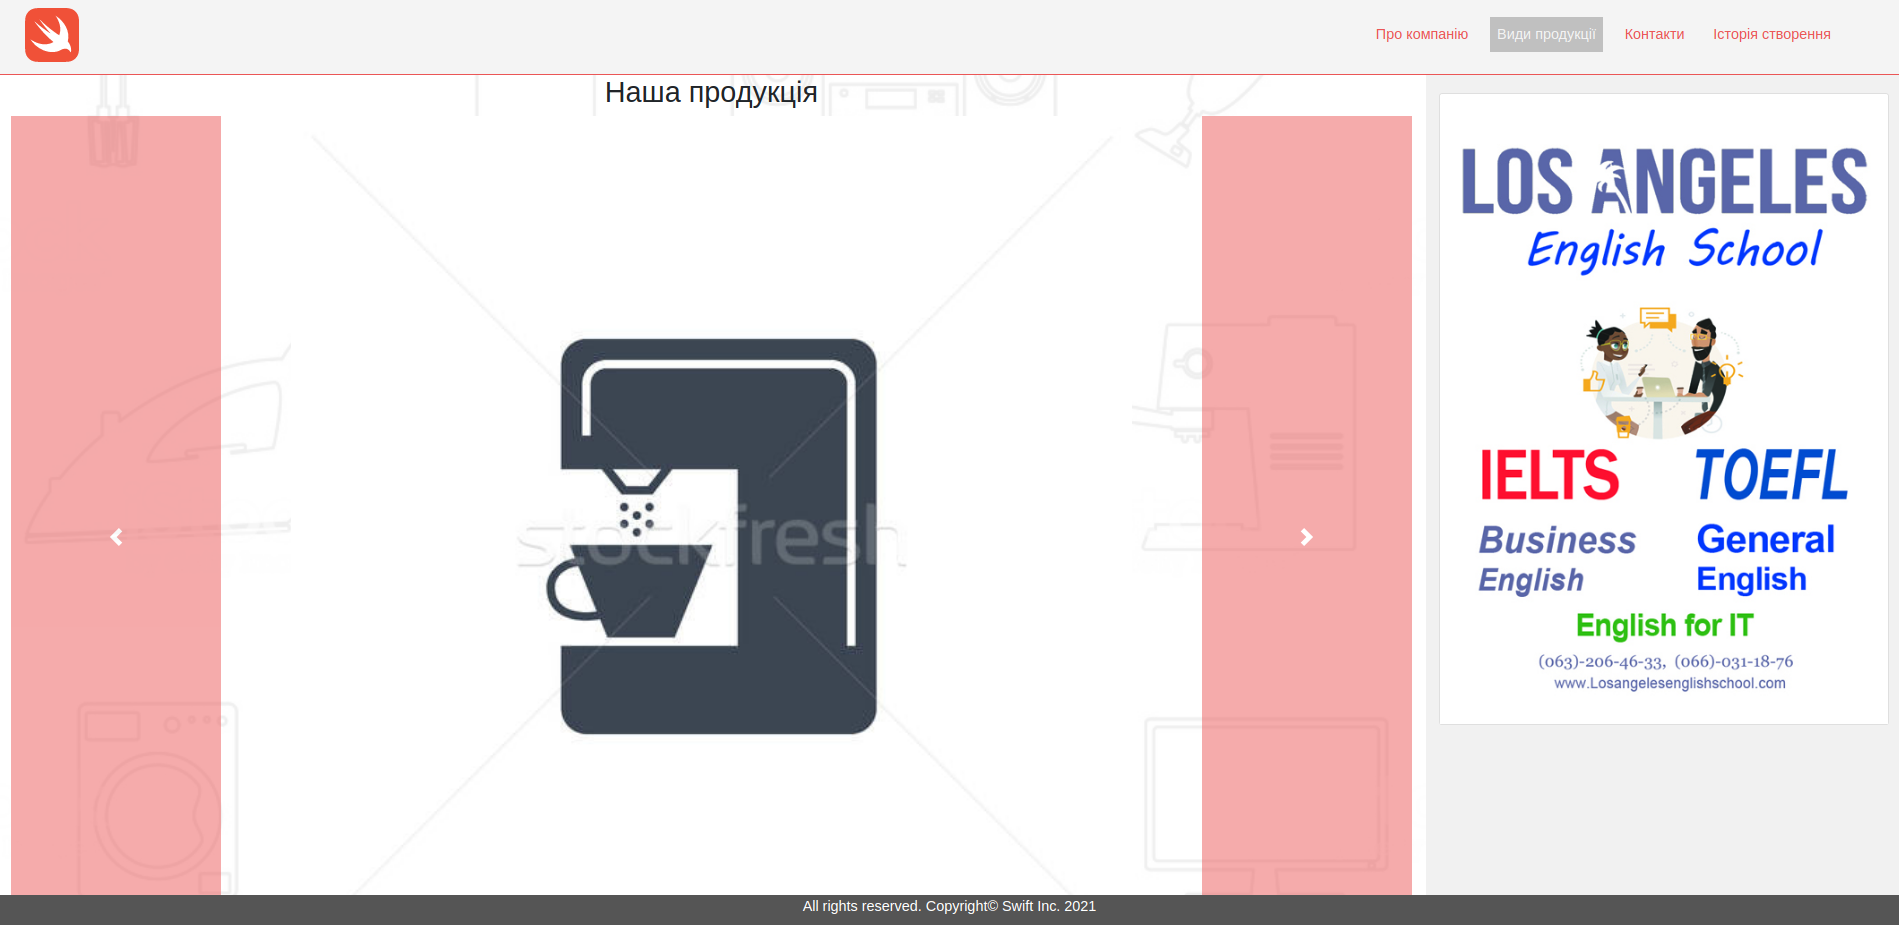 Про компанію Види продукції Контакти Історія створення
Наша продукція
stockfresh
LOS ANGELES
English School
IELTS TOEFL
Business English
General English
English for IT
(063)-206-46-33, (066)-031-18-76
www.Losangelesenglishschool.com
All rights reserved. Copyright© Swift Inc. 2021